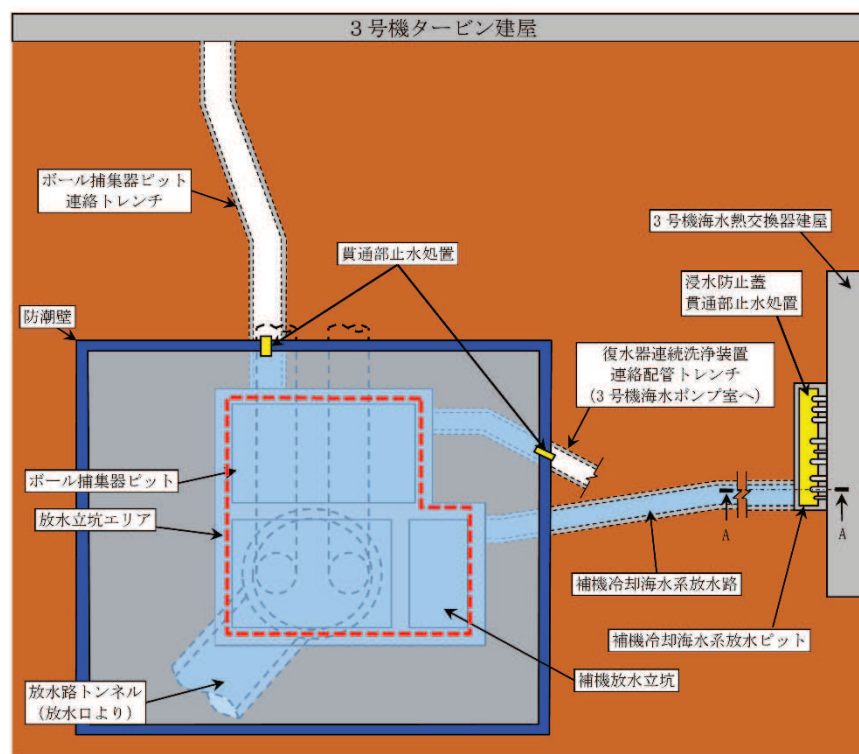 3号機タービン建屋
ボール捕集器ピット
連絡トレンチ
3号機海水熱交換器建屋
貫通部止水処置
浸水防止蓋
貫通部止水処置
防潮壁
復水器連続洗浄装置
連絡配管トレンチ
(3号機海水ポンプ室へ)
ボール捕集器ピット
放水立坑エリア
A
A
補機冷却海水系放水路
補機冷却海水系放水ピット
補機放水立坑
放水路トンネル
(放水口より)